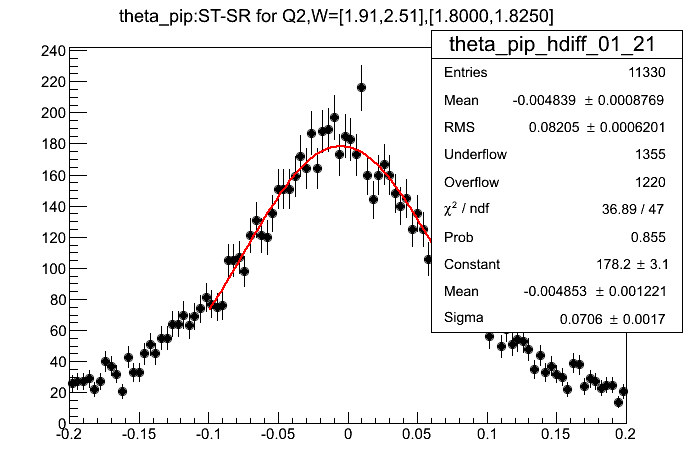 theta_pip:ST-SR for Q2,W=[1.91,2.51],[1.8000,1.8250]
theta_pip_hdiff_01_21
Entries 11330
Mean -0.004839 ± 0.0008769
RMS 0.08205 ± 0.0006201
Underflow 1355
Overflow 1220
χ² / ndf 36.89 / 47
Prob 0.855
Constant 178.2 ± 3.1
Mean -0.004853 ± 0.001221
Sigma 0.0706 ± 0.0017
240
220
200
180
160
140
120
100
80
60
40
20
0
-0.2 -0.15 -0.1 -0.05 0 0.05 0.1 0.15 0.2